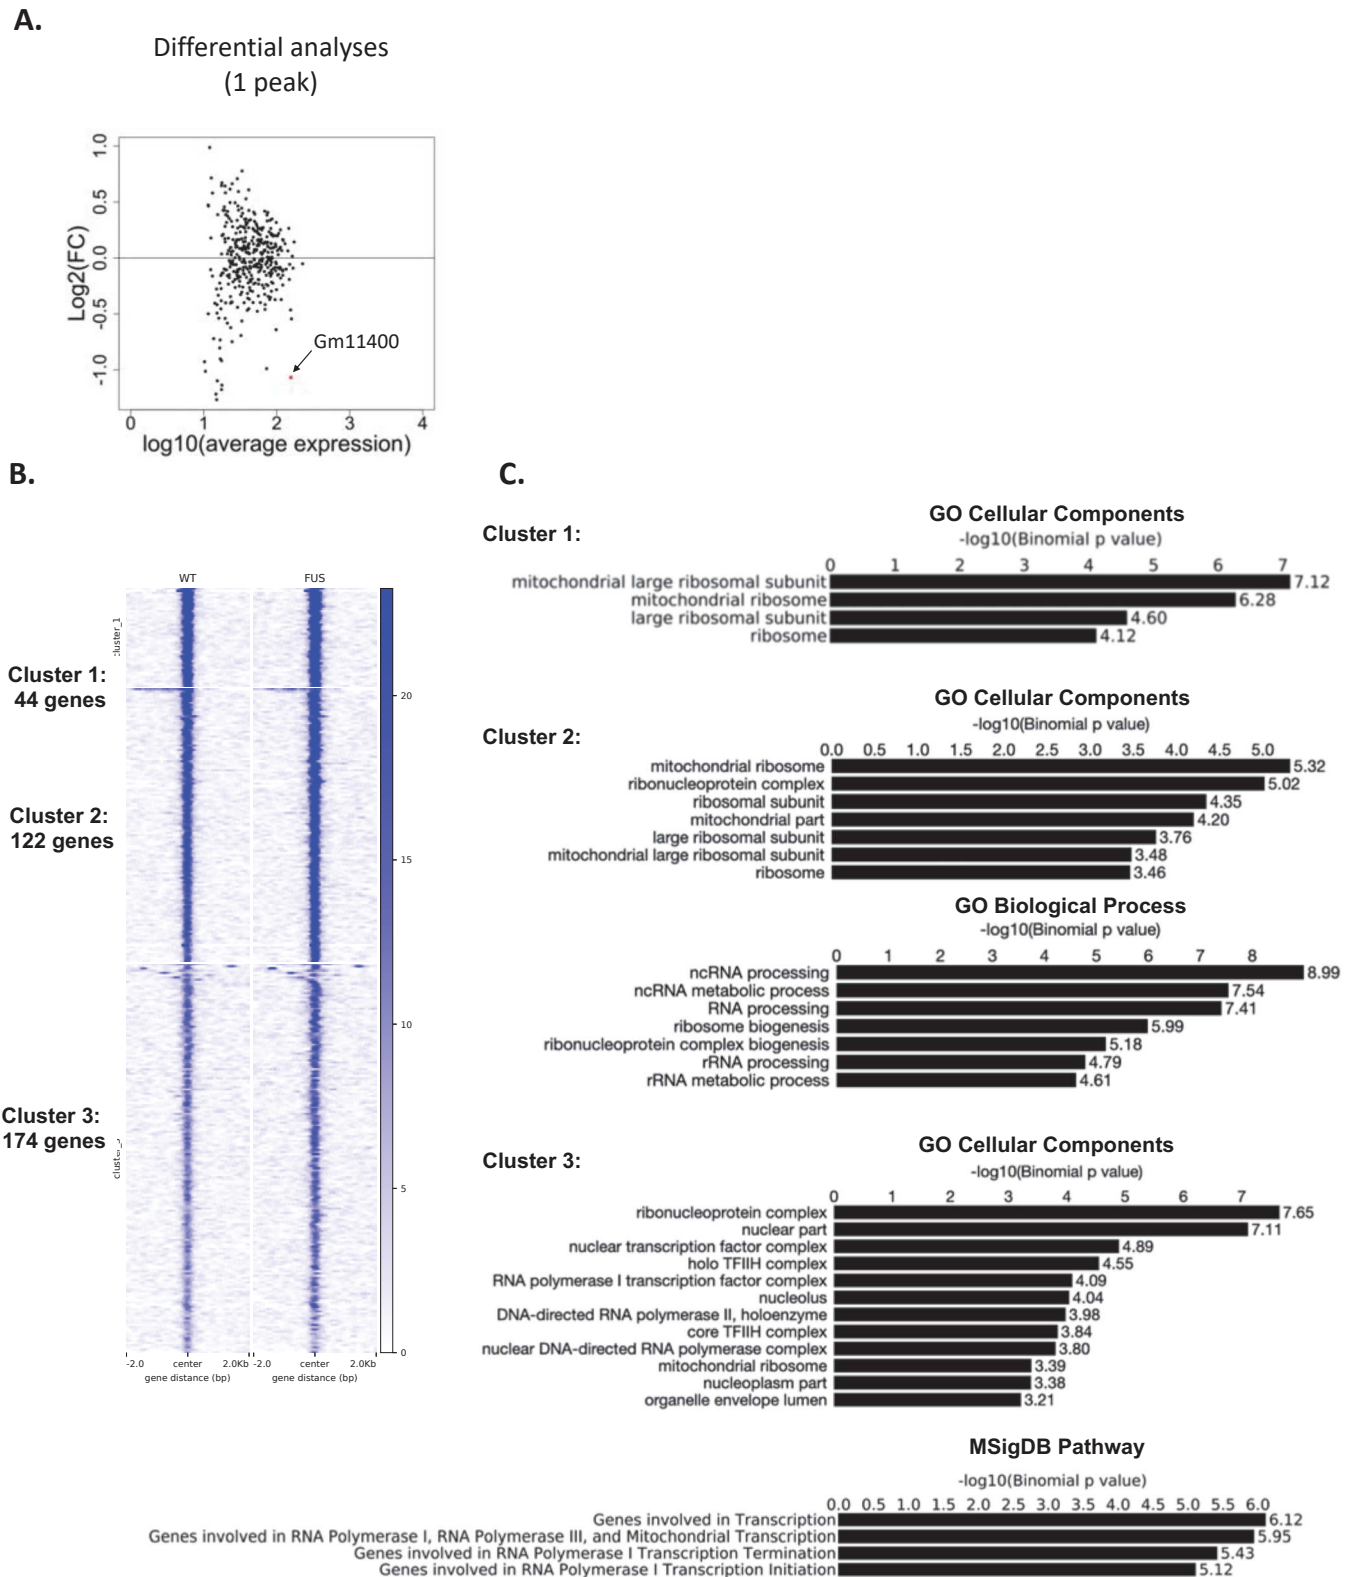 A.
Differential analyses
(1 peak)
1.0
0.5
0.0
-0.5
-1.0
Log2(FC)
Gm11400
0 1 2 3 4
log10(average expression)
B.
WT FUS
Cluster 1:
44 genes
Cluster 2:
122 genes
Cluster 3:
174 genes
20
15
10
5
0
-2.0 center 2.0Kb -2.0 center 2.0Kb
gene distance (bp) gene distance (bp)
C.
Cluster 1:
GO Cellular Components
-log10(Binomial p value)
0 1 2 3 4 5 6 7
mitochondrial large ribosomal subunit 7.12
mitochondrial ribosome 6.28
large ribosomal subunit 4.60
ribosome 4.12
Cluster 2:
GO Cellular Components
-log10(Binomial p value)
0.0 0.5 1.0 1.5 2.0 2.5 3.0 3.5 4.0 4.5 5.0
mitochondrial ribosome 5.32
ribonucleoprotein complex 5.02
ribosomal subunit 4.35
mitochondrial part 4.20
large ribosomal subunit 3.76
mitochondrial large ribosomal subunit 3.48
ribosome 3.46
GO Biological Process
-log10(Binomial p value)
0 1 2 3 4 5 6 7 8
ncRNA processing 8.99
ncRNA metabolic process 7.54
RNA processing 7.41
ribosome biogenesis 5.99
ribonucleoprotein complex biogenesis 5.18
rRNA processing 4.79
rRNA metabolic process 4.61
Cluster 3:
GO Cellular Components
-log10(Binomial p value)
0 1 2 3 4 5 6 7
ribonucleoprotein complex 7.65
nuclear part 7.11
nuclear transcription factor complex 4.89
holo TFIIH complex 4.55
RNA polymerase I transcription factor complex 4.09
nucleolus 4.04
DNA-directed RNA polymerase II, holoenzyme 3.98
core TFIIH complex 3.84
nuclear DNA-directed RNA polymerase complex 3.80
mitochondrial ribosome 3.39
nucleoplasm part 3.38
organelle envelope lumen 3.21
MSigDB Pathway
-log10(Binomial p value)
0.0 0.5 1.0 1.5 2.0 2.5 3.0 3.5 4.0 4.5 5.0 5.5 6.0
Genes involved in Transcription 6.12
Genes involved in RNA Polymerase I, RNA Polymerase III, and Mitochondrial Transcription 5.95
Genes involved in RNA Polymerase I Transcription Termination 5.43
Genes involved in RNA Polymerase I Transcription Initiation 5.12